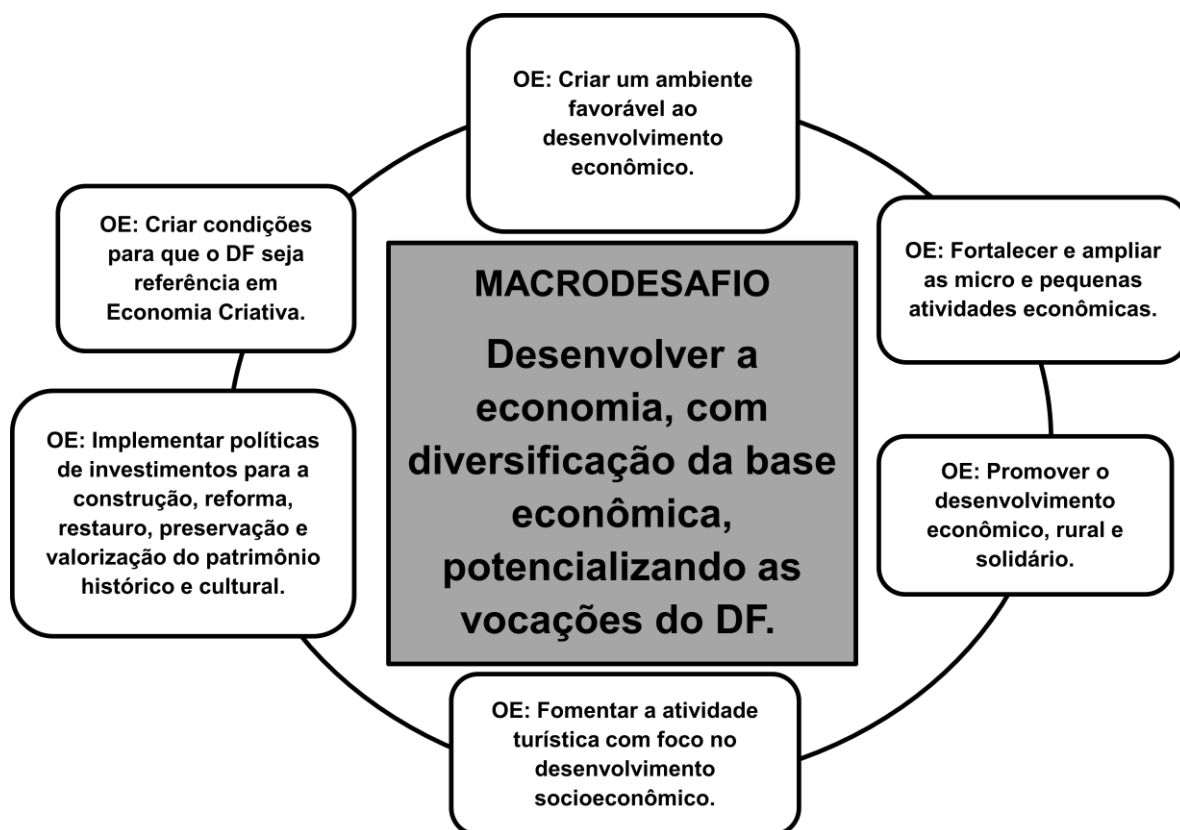 OE: Criar um ambiente
favorável ao
desenvolvimento
econômico.
OE: Criar condições
para que o DF seja
referência em
Economia Criativa.
OE: Fortalecer e ampliar
as micro e pequenas
atividades econômicas.
MACRODESAFIO
Desenvolver a
economia, com
diversificação da base
econômica,
potencializando as
vocações do DF.
OE: Implementar políticas
de investimentos para a
construção, reforma,
restauro, preservação e
valorização do patrimônio
histórico e cultural.
OE: Promover o
desenvolvimento
econômico, rural e
solidário.
OE: Fomentar a atividade
turística com foco no
desenvolvimento
socioeconômico.